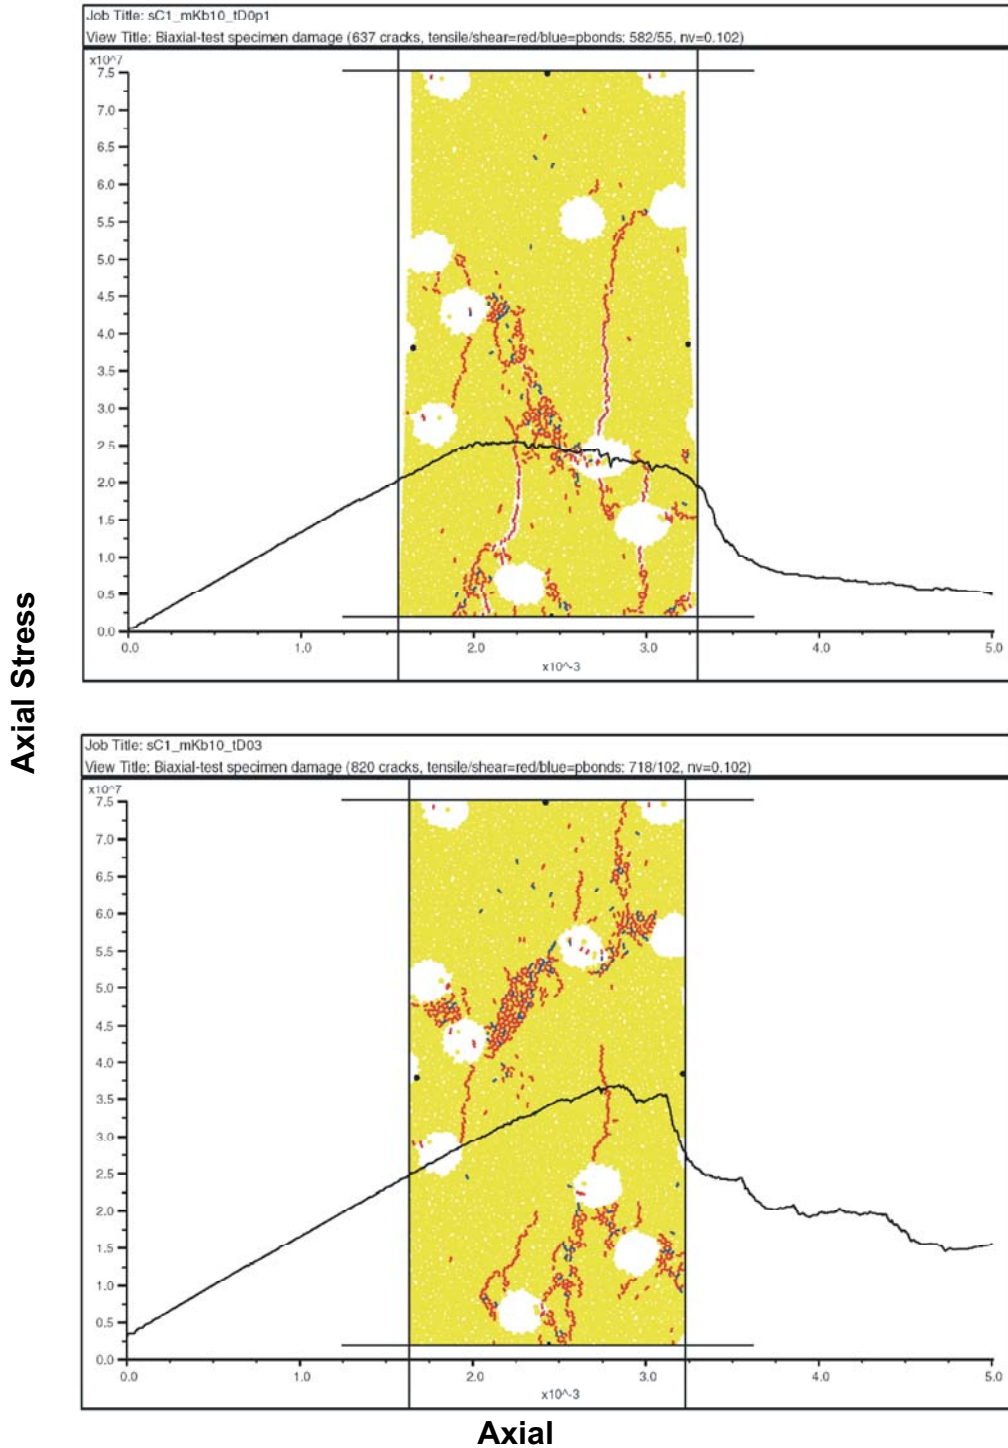 Job Title: sC1_mKb10_tD0p1
View Title: Biaxial-test specimen damage (637 cracks, tensile/shear=red/blue=pbonds: 582/55, nv=0.102)
x10^7
7.5
7.0
6.5
6.0
5.5
5.0
4.5
4.0
3.5
3.0
2.5
2.0
1.5
1.0
0.5
0.0
0.0 1.0 2.0 3.0 4.0 5.0
x10^-3
Axial Stress
Job Title: sC1_mKb10_tD03
View Title: Biaxial-test specimen damage (820 cracks, tensile/shear=red/blue=pbonds: 718/102, nv=0.102)
x10^7
7.5
7.0
6.5
6.0
5.5
5.0
4.5
4.0
3.5
3.0
2.5
2.0
1.5
1.0
0.5
0.0
0.0 1.0 2.0 3.0 4.0 5.0
x10^-3
Axial